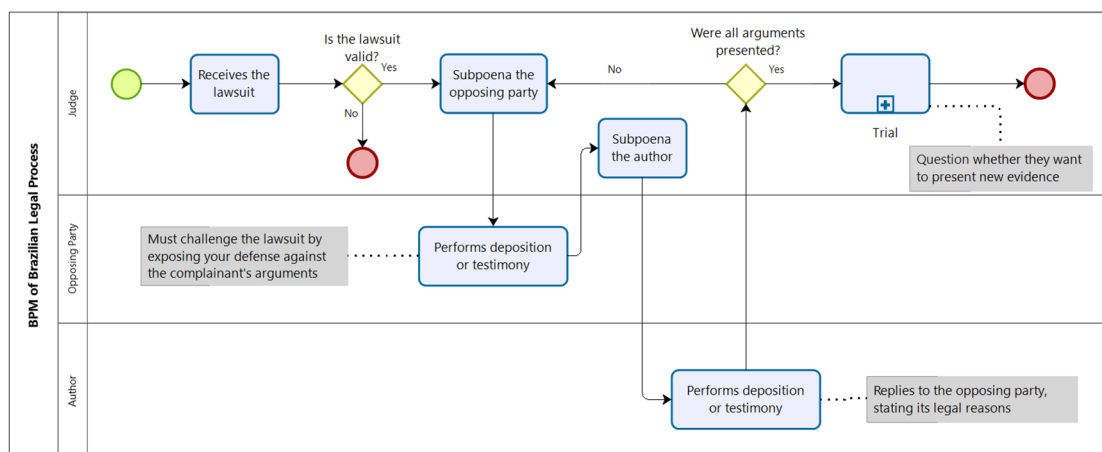 BPM of Brazilian Legal Process
Judge
Receives the
lawsuit
Is the lawsuit
valid?
Yes
No
Subpoena the
opposing party
Subpoena
the author
No
Were all arguments
presented?
Yes
Trial
Question whether they want
to present new evidence
Opposing Party
Must challenge the lawsuit by
exposing your defense against
the complainant's arguments
Performs deposition
or testimony
Author
Performs deposition
or testimony
Replies to the opposing party,
stating its legal reasons